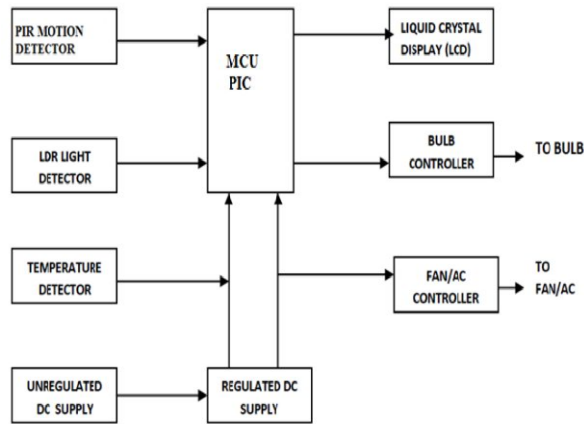 PIR MOTION
DETECTOR
MCU
PIC
LIQUID CRYSTAL
DISPLAY (LCD)
LDR LIGHT
DETECTOR
BULB
CONTROLLER
TO BULB
TEMPERATURE
DETECTOR
FAN/AC
CONTROLLER
TO
FAN/AC
UNREGULATED
DC SUPPLY
REGULATED DC
SUPPLY